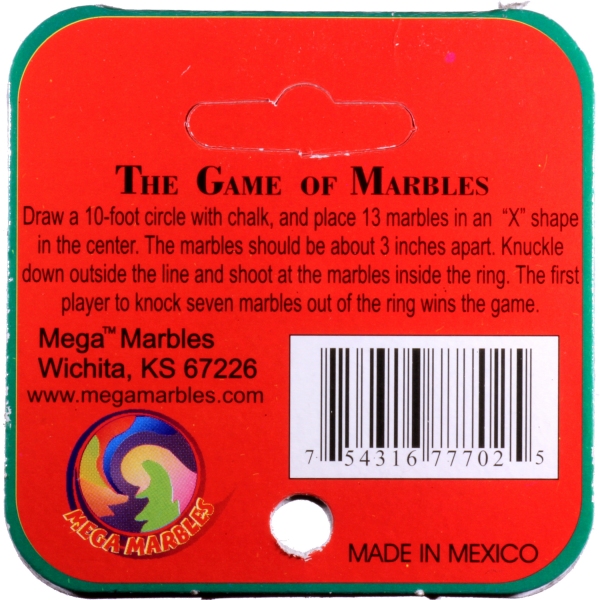 THE GAME OF MARBLES
Draw a 10-foot circle with chalk, and place 13 marbles in an "X" shape
in the center. The marbles should be about 3 inches apart. Knuckle
down outside the line and shoot at the marbles inside the ring. The first
player to knock seven marbles out of the ring wins the game.
Mega™ Marbles
Wichita, KS 67226
www.megamarbles.com
7 54316 77702 5
MEGA MARBLES
MADE IN MEXICO